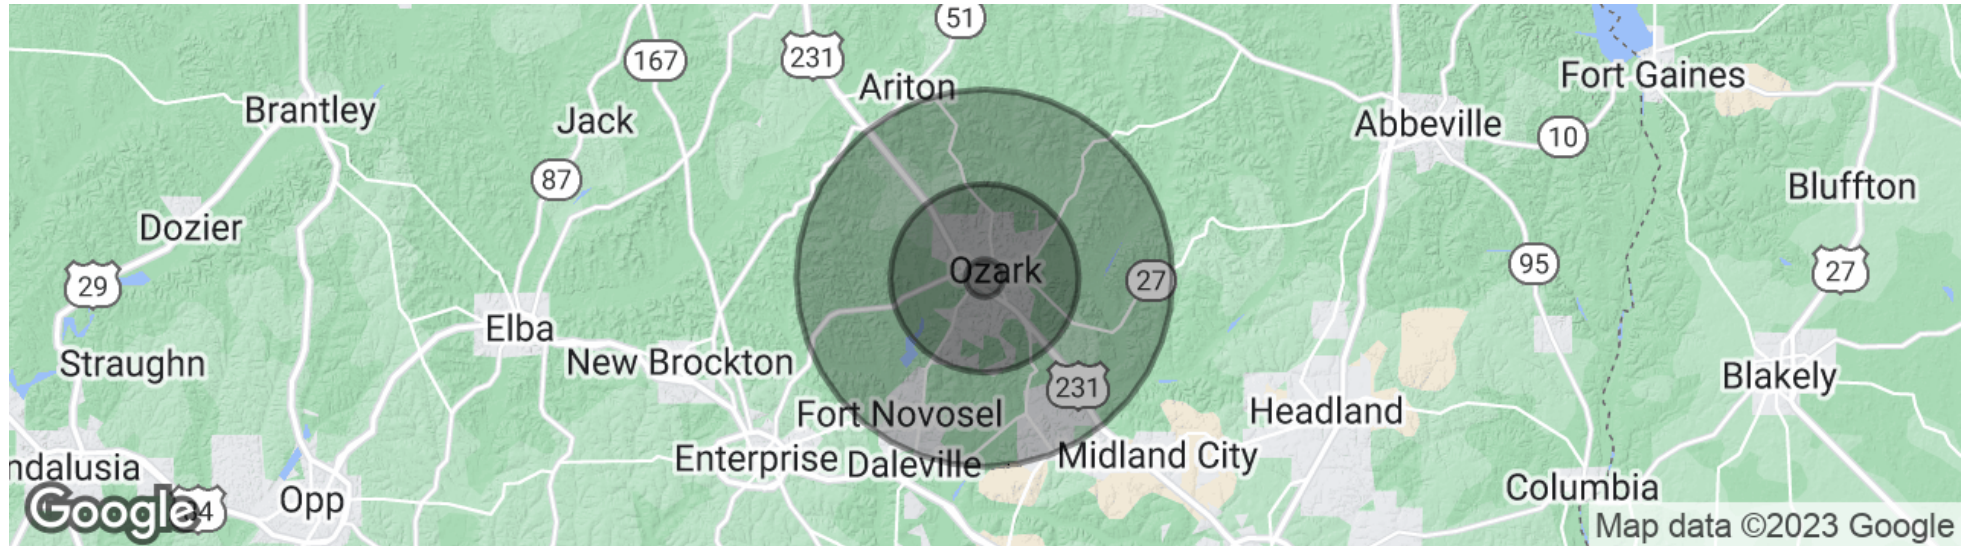 51
231
167
Ariton
Fort Gaines
Brantley
Jack
Abbeville
10
87
Bluffton
Dozier
Ozark
27
95
27
29
Elba
New Brockton
Straughn
231
Blakely
Fort Novosel
Headland
Enterprise
Daleville
Midland City
ndalusia
Opp
Columbia
Google
84
Map data ©2023 Google